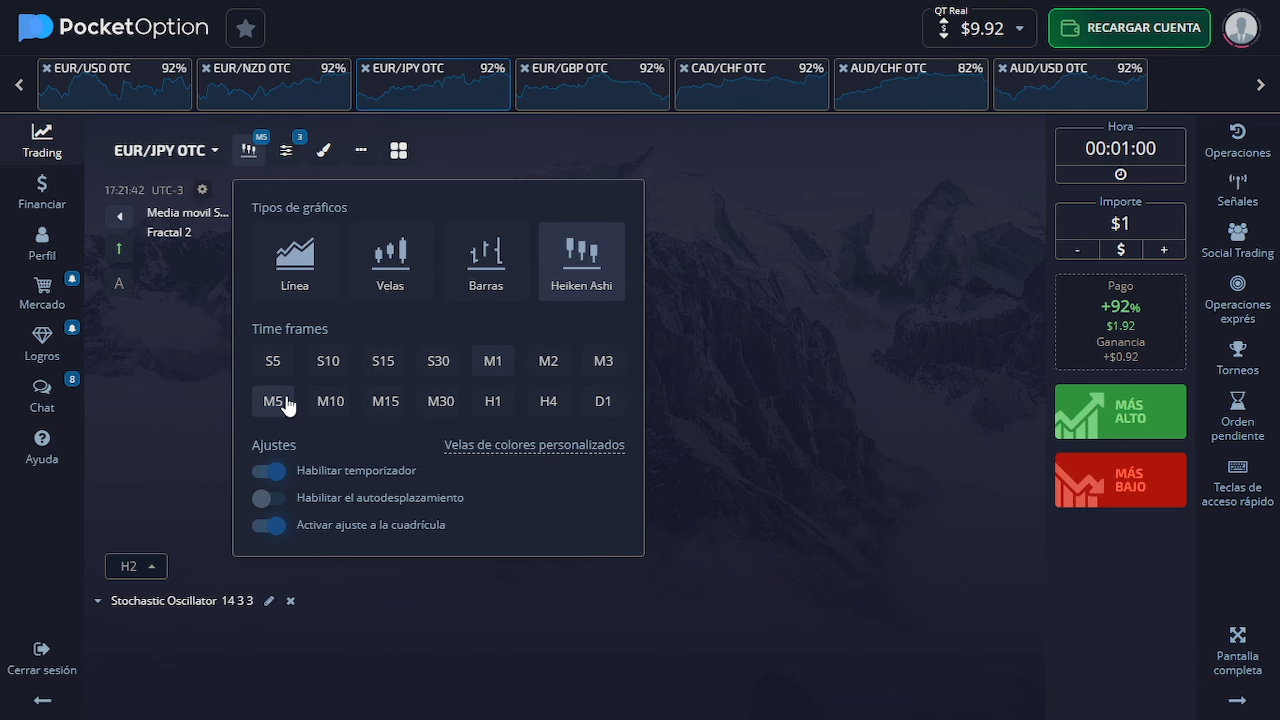 PocketOption
QT Real
$9.92
RECARGAR CUENTA
EUR/USD OTC 92%
EUR/NZD OTC 92%
EUR/JPY OTC 92%
EUR/GBP OTC 92%
CAD/CHF OTC 92%
AUD/CHF OTC 82%
AUD/USD OTC 92%
Trading
Financiar
Perfil
Mercado
Logros
8
Chat
Ayuda
Cerrar sesión
EUR/JPY OTC
M5
3
17:21:42 UTC-3
Media movil S...
Fractal 2
A
Tipos de gráficos
Línea
Velas
Barras
Heiken Ashi
Time frames
S5 S10 S15 S30 M1 M2 M3
M5 M10 M15 M30 H1 H4 D1
Ajustes
Velas de colores personalizados
Habilitar temporizador
Habilitar el autodesplazamiento
Activar ajuste a la cuadrícula
H2
Stochastic Oscillator 14 3 3
Hora
00:01:00
Importe
$1
- $ +
Pago
+92%
$1.92
Ganancia
+$0.92
MÁS
ALTO
MÁS
BAJO
Operaciones
Señales
Social Trading
Operaciones
exprés
Torneos
Orden
pendiente
Teclas de
acceso rápido
Pantalla
completa